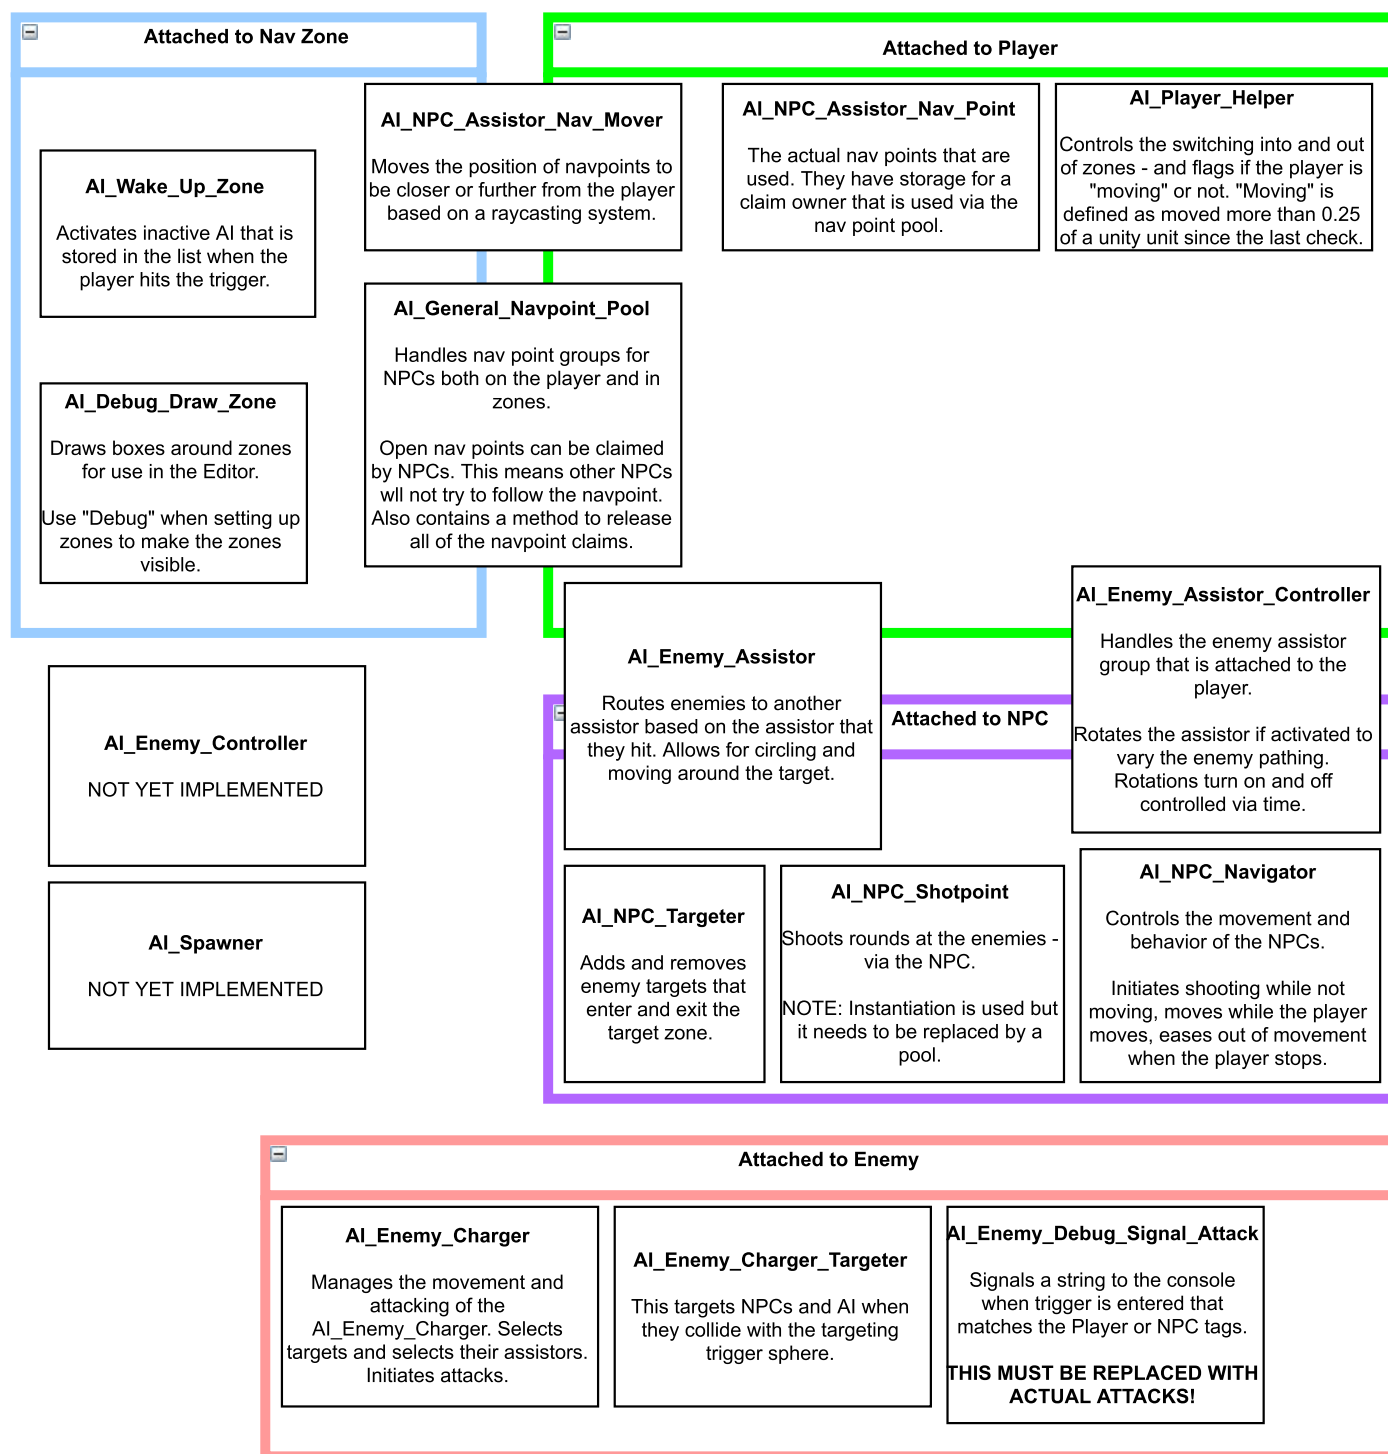 Attached to Nav Zone
AI_Wake_Up_Zone
Activates inactive AI that is
stored in the list when the
player hits the trigger.
AI_Debug_Draw_Zone
Draws boxes around zones
for use in the Editor.
Use "Debug" when setting up
zones to make the zones
visible.
AI_NPC_Assistor_Nav_Mover
Moves the position of navpoints to
be closer or further from the player
based on a raycasting system.
AI_General_Navpoint_Pool
Handles nav point groups for
NPCs both on the player and in
zones.
Open nav points can be claimed
by NPCs. This means other NPCs
wll not try to follow the navpoint.
Also contains a method to release
all of the navpoint claims.
Attached to Player
AI_NPC_Assistor_Nav_Point
The actual nav points that are
used. They have storage for a
claim owner that is used via the
nav point pool.
AI_Player_Helper
Controls the switching into and out
of zones - and flags if the player is
"moving" or not. "Moving" is
defined as moved more than 0.25
of a unity unit since the last check.
AI_Enemy_Assistor
Routes enemies to another
assistor based on the assistor that
they hit. Allows for circling and
moving around the target.
AI_Enemy_Assistor_Controller
Handles the enemy assistor
group that is attached to the
player.
Rotates the assistor if activated to
vary the enemy pathing.
Rotations turn on and off
controlled via time.
AI_Enemy_Controller
NOT YET IMPLEMENTED
AI_Spawner
NOT YET IMPLEMENTED
Attached to NPC
AI_NPC_Targeter
Adds and removes
enemy targets that
enter and exit the
target zone.
AI_NPC_Shotpoint
Shoots rounds at the enemies -
via the NPC.
NOTE: Instantiation is used but
it needs to be replaced by a
pool.
AI_NPC_Navigator
Controls the movement and
behavior of the NPCs.
Initiates shooting while not
moving, moves while the player
moves, eases out of movement
when the player stops.
Attached to Enemy
AI_Enemy_Charger
Manages the movement and
attacking of the
AI_Enemy_Charger. Selects
targets and selects their assistors.
Initiates attacks.
AI_Enemy_Charger_Targeter
This targets NPCs and AI when
they collide with the targeting
trigger sphere.
AI_Enemy_Debug_Signal_Attack
Signals a string to the console
when trigger is entered that
matches the Player or NPC tags.
THIS MUST BE REPLACED WITH
ACTUAL ATTACKS!